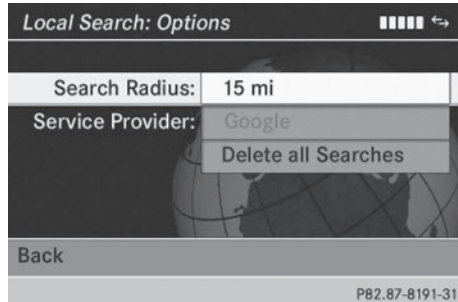 Local Search: Options
Search Radius: 15 mi
Service Provider: Google
Delete all Searches
Back
P82.87-8191-31